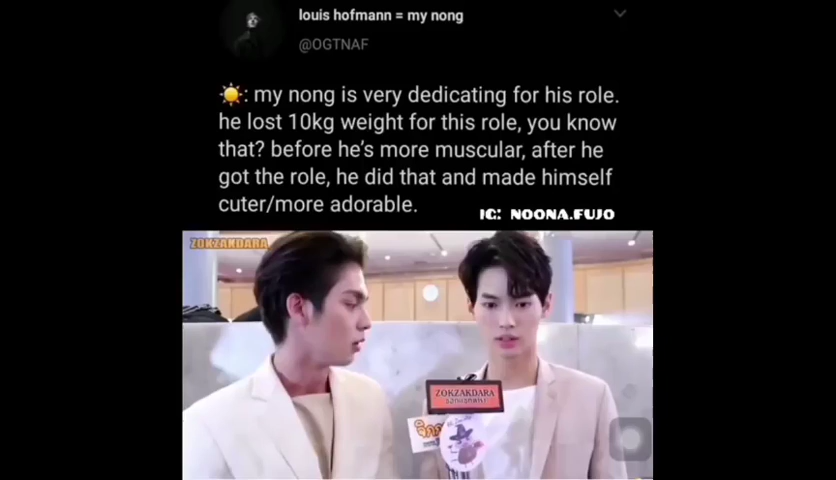 louis hofmann = my nong
@OGTNAF
☀️: my nong is very dedicating for his role.
he lost 10kg weight for this role, you know
that? before he's more muscular, after he
got the role, he did that and made himself
cuter/more adorable.
IG: NOONA.FUJO
ZOKZAKDARA
ZOKZAKDARA